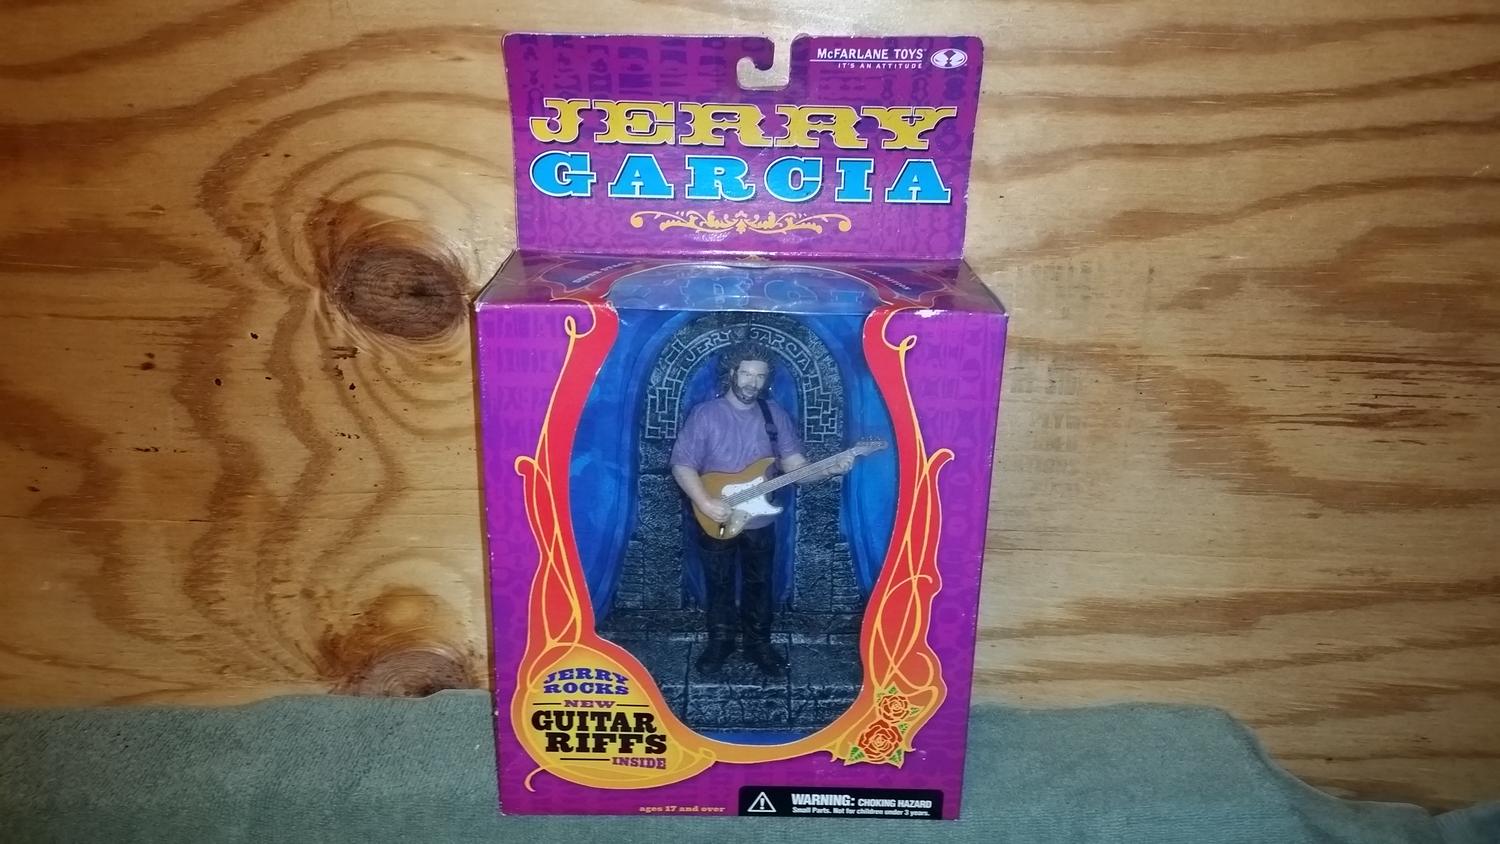 McFARLANE TOYS
IT'S AN ATTITUDE
JERRY
GARCIA
JERRY GARCIA
JERRY
ROCKS
NEW
GUITAR
RIFFS
INSIDE
ages 17 and over
WARNING: CHOKING HAZARD
Small Parts. Not for children under 3 years.